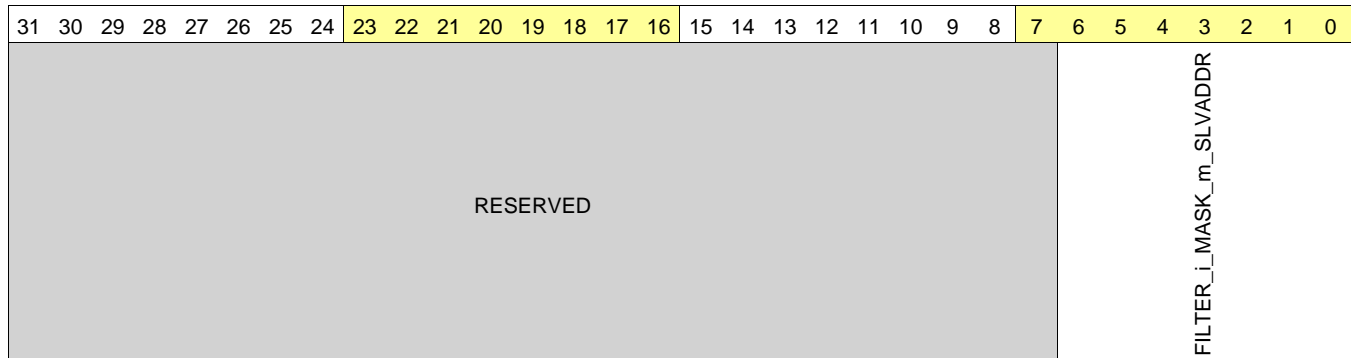 31 30 29 28 27 26 25 24 23 22 21 20 19 18 17 16 15 14 13 12 11 10 9 8 7 6 5 4 3 2 1 0
RESERVED
FILTER_i_MASK_m_SLVADDR